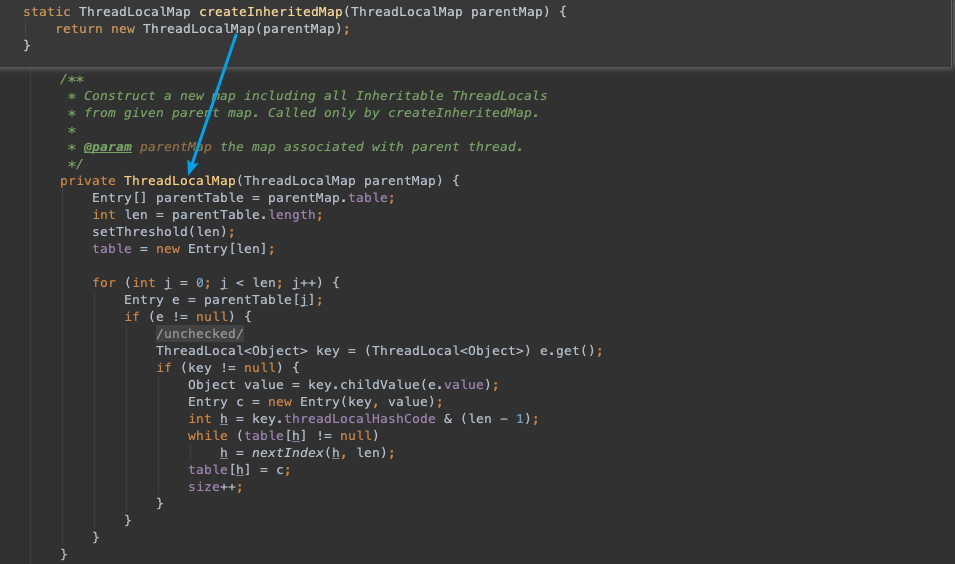 static ThreadLocalMap createInheritedMap(ThreadLocalMap parentMap) {
    return new ThreadLocalMap(parentMap);
}
/**
 * Construct a new map including all Inheritable ThreadLocals
 * from given parent map. Called only by createInheritedMap.
 *
 * @param parentMap the map associated with parent thread.
 */
private ThreadLocalMap(ThreadLocalMap parentMap) {
    Entry[] parentTable = parentMap.table;
    int len = parentTable.length;
    setThreshold(len);
    table = new Entry[len];

    for (int j = 0; j < len; j++) {
        Entry e = parentTable[j];
        if (e != null) {
            /unchecked/
            ThreadLocal<Object> key = (ThreadLocal<Object>) e.get();
            if (key != null) {
                Object value = key.childValue(e.value);
                Entry c = new Entry(key, value);
                int h = key.threadLocalHashCode & (len - 1);
                while (table[h] != null)
                    h = nextIndex(h, len);
                table[h] = c;
                size++;
            }
        }
    }
}